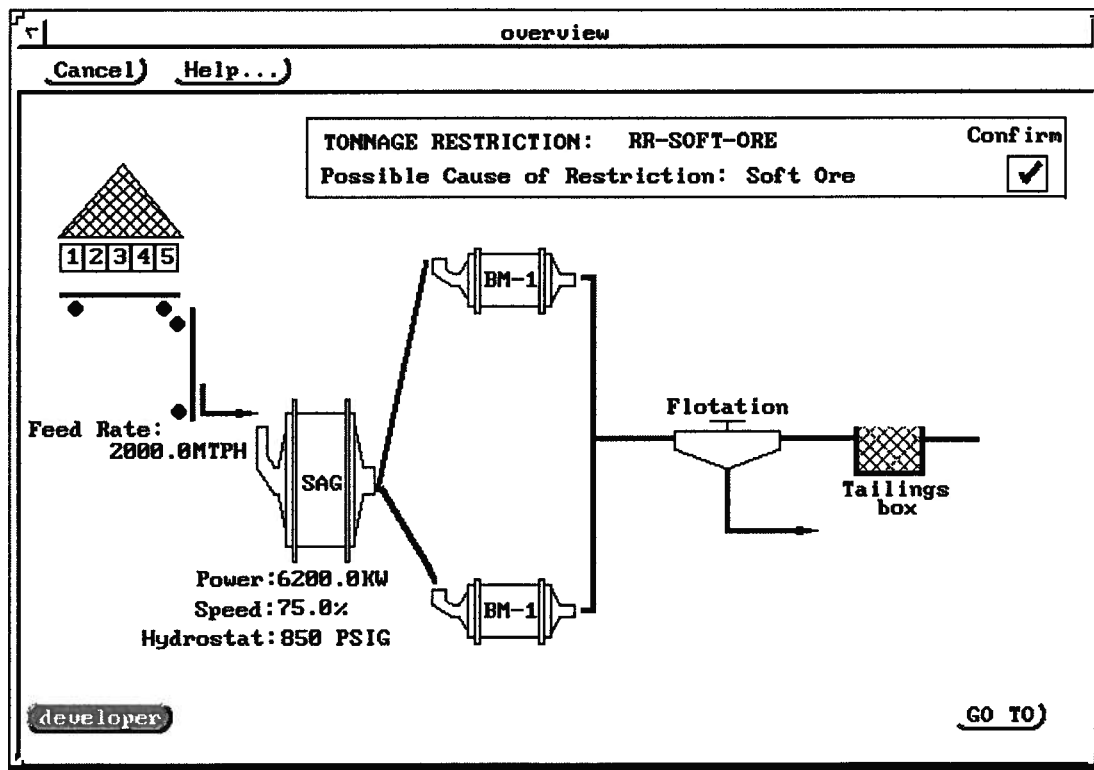 overview
Cancel Help...
TONNAGE RESTRICTION: RR-SOFT-ORE Confirm
Possible Cause of Restriction: Soft Ore
1 2 3 4 5
BM-1
Feed Rate:
2000.0MTPH
SAG
Flotation
Tailings
box
Power:6200.0KW
Speed:75.0%
Hydrostat:850 PSIG
BM-1
developer
GO TO